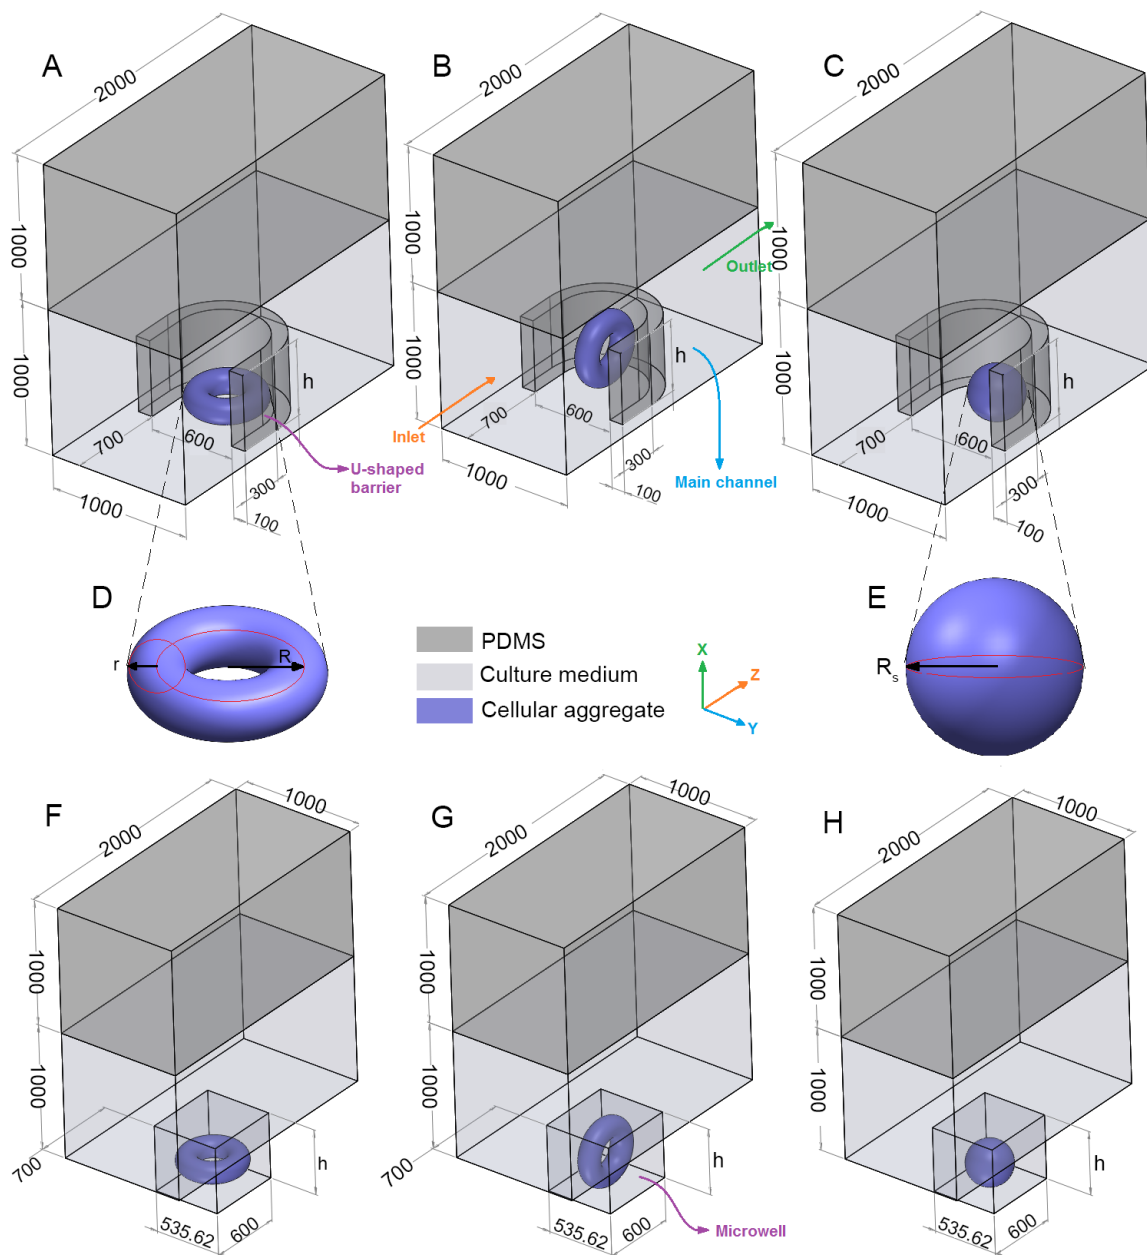 A
2000
1000
1000
700
600
h
300
100
1000
U-shaped
barrier
B
2000
1000
1000
Inlet
Outlet
700
600
h
300
100
1000
Main channel
C
2000
1000
1000
700
600
h
300
100
1000
D
r
R
PDMS
Culture medium
Cellular aggregate
X
Z
Y
E
Rs
F
2000
1000
1000
1000
700
h
535.62
600
G
2000
1000
1000
1000
700
h
535.62
600
Microwell
H
2000
1000
1000
1000
h
535.62
600